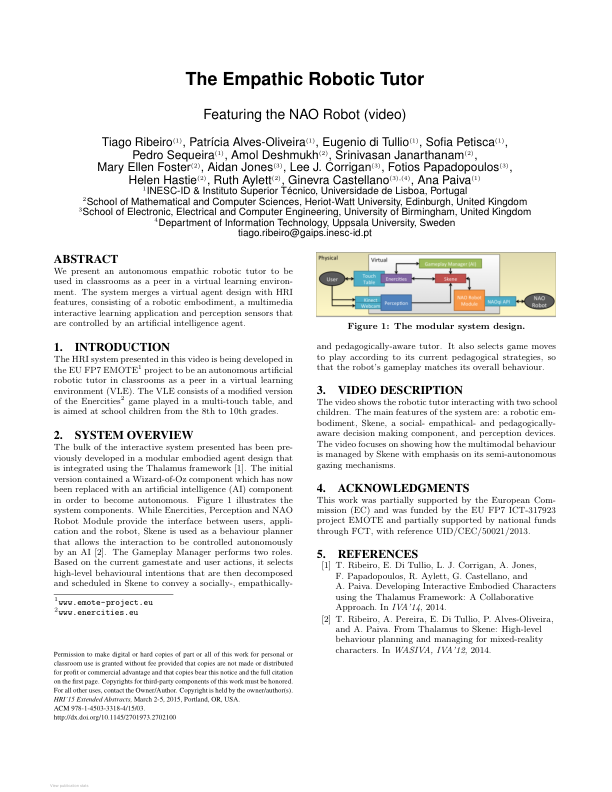 The Empathic Robotic Tutor
Featuring the NAO Robot (video)
Tiago Ribeiro(1), Patrícia Alves-Oliveira(1), Eugenio di Tullio(1), Sofia Petisca(1),
Pedro Sequeira(1), Amol Deshmukh(2), Srinivasan Janarthanam(2),
Mary Ellen Foster(2), Aidan Jones(3), Lee J. Corrigan(3), Fotios Papadopoulos(3),
Helen Hastie(2), Ruth Aylett(2), Ginevra Castellano(3),(4), Ana Paiva(1)
1INESC-ID & Instituto Superior Técnico, Universidade de Lisboa, Portugal
2School of Mathematical and Computer Sciences, Heriot-Watt University, Edinburgh, United Kingdom
3School of Electronic, Electrical and Computer Engineering, University of Birmingham, United Kingdom
4Department of Information Technology, Uppsala University, Sweden
tiago.ribeiro@gaips.inesc-id.pt
ABSTRACT
We present an autonomous empathic robotic tutor to be
used in classrooms as a peer in a virtual learning environ-
ment. The system merges a virtual agent design with HRI
features, consisting of a robotic embodiment, a multimedia
interactive learning application and perception sensors that
are controlled by an artificial intelligence agent.
1. INTRODUCTION
The HRI system presented in this video is being developed in
the EU FP7 EMOTE1 project to be an autonomous artificial
robotic tutor in classrooms as a peer in a virtual learning
environment (VLE). The VLE consists of a modified version
of the Enercities2 game played in a multi-touch table, and
is aimed at school children from the 8th to 10th grades.
2. SYSTEM OVERVIEW
The bulk of the interactive system presented has been pre-
viously developed in a modular embodied agent design that
is integrated using the Thalamus framework [1]. The initial
version contained a Wizard-of-Oz component which has now
been replaced with an artificial intelligence (AI) component
in order to become autonomous. Figure 1 illustrates the
system components. While Enercities, Perception and NAO
Robot Module provide the interface between users, appli-
cation and the robot, Skene is used as a behaviour planner
that allows the interaction to be controlled autonomously
by an AI [2]. The Gameplay Manager performs two roles.
Based on the current gamestate and user actions, it selects
high-level behavioural intentions that are then decomposed
and scheduled in Skene to convey a socially-, empathically-
1www.emote-project.eu
2www.enercities.eu
Permission to make digital or hard copies of part or all of this work for personal or
classroom use is granted without fee provided that copies are not made or distributed
for profit or commercial advantage and that copies bear this notice and the full citation
on the first page. Copyrights for third-party components of this work must be honored.
For all other uses, contact the Owner/Author. Copyright is held by the owner/author(s).
HRI'15 Extended Abstracts, March 2-5, 2015, Portland, OR, USA.
ACM 978-1-4503-3318-4/15/03.
http://dx.doi.org/10.1145/2701973.2702100
Physical
Virtual
Gameplay Manager (AI)
User
Touch Table
Enercities
Skene
Kinect Webcam
Perception
NAO Robot Module
NAOqi API
NAO Robot
Figure 1: The modular system design.
and pedagogically-aware tutor. It also selects game moves
to play according to its current pedagogical strategies, so
that the robot's gameplay matches its overall behaviour.
3. VIDEO DESCRIPTION
The video shows the robotic tutor interacting with two school
children. The main features of the system are: a robotic em-
bodiment, Skene, a social- empathical- and pedagogically-
aware decision making component, and perception devices.
The video focuses on showing how the multimodal behaviour
is managed by Skene with emphasis on its semi-autonomous
gazing mechanisms.
4. ACKNOWLEDGMENTS
This work was partially supported by the European Com-
mission (EC) and was funded by the EU FP7 ICT-317923
project EMOTE and partially supported by national funds
through FCT, with reference UID/CEC/50021/2013.
5. REFERENCES
[1] T. Ribeiro, E. Di Tullio, L. J. Corrigan, A. Jones,
F. Papadopoulos, R. Aylett, G. Castellano, and
A. Paiva. Developing Interactive Embodied Characters
using the Thalamus Framework: A Collaborative
Approach. In IVA'14, 2014.
[2] T. Ribeiro, A. Pereira, E. Di Tullio, P. Alves-Oliveira,
and A. Paiva. From Thalamus to Skene: High-level
behaviour planning and managing for mixed-reality
characters. In WASIVA, IVA'12, 2014.
View publication stats